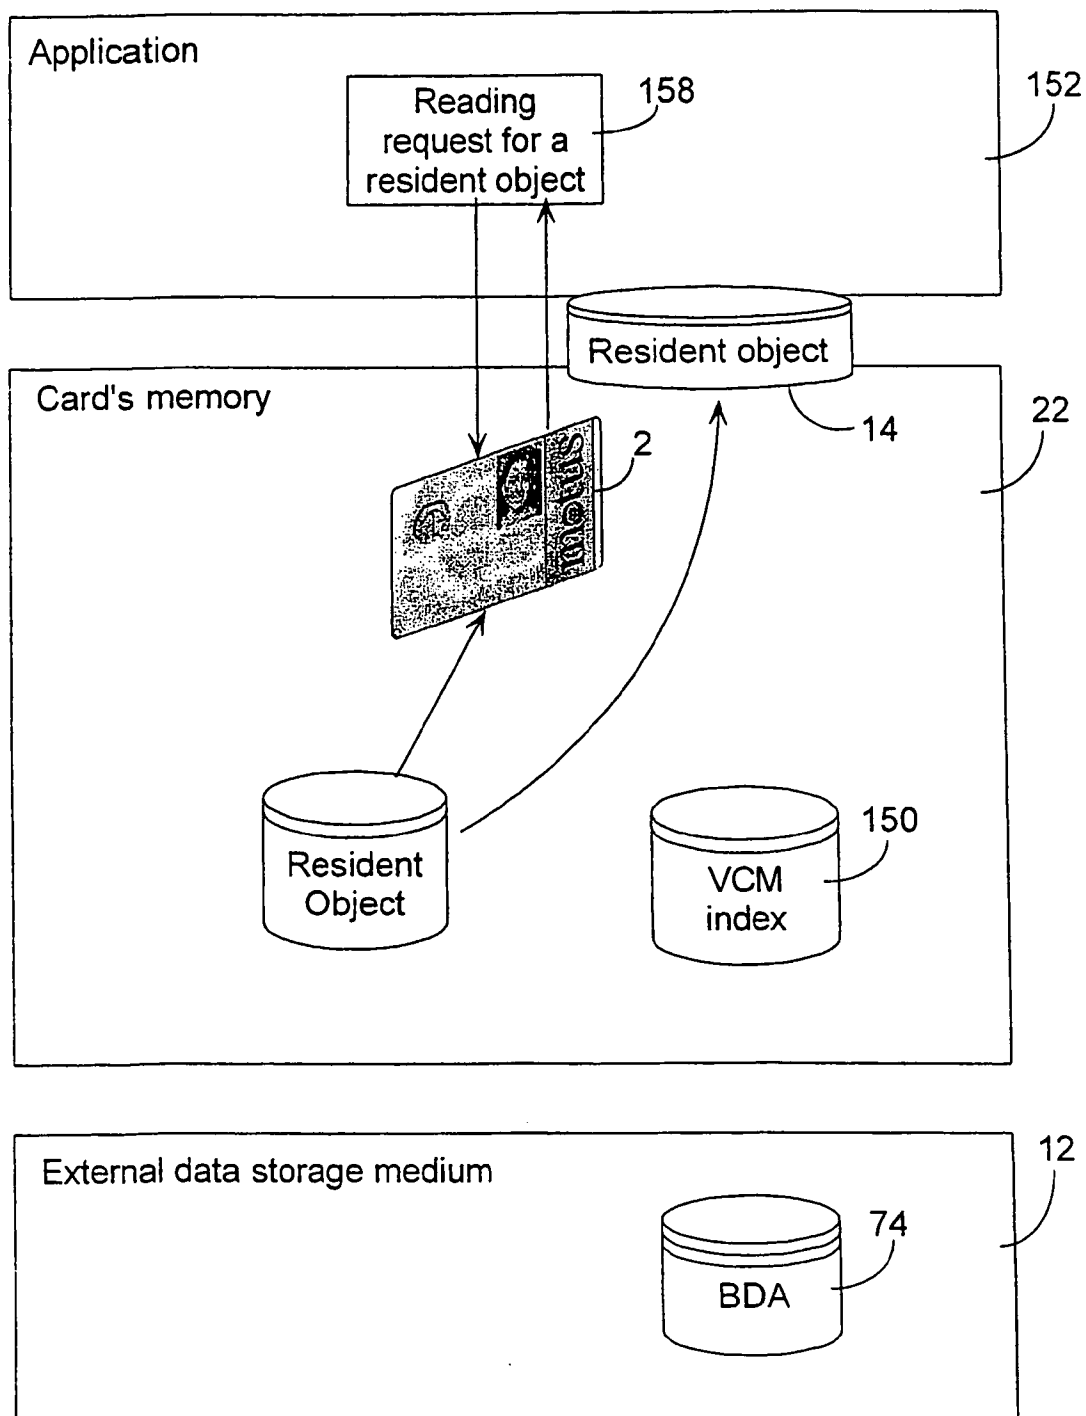 Application
158
152
Reading
request for a
resident object
Resident object
Card's memory
22
14
2
motus
Resident
Object
150
VCM
index
External data storage medium
12
74
BDA